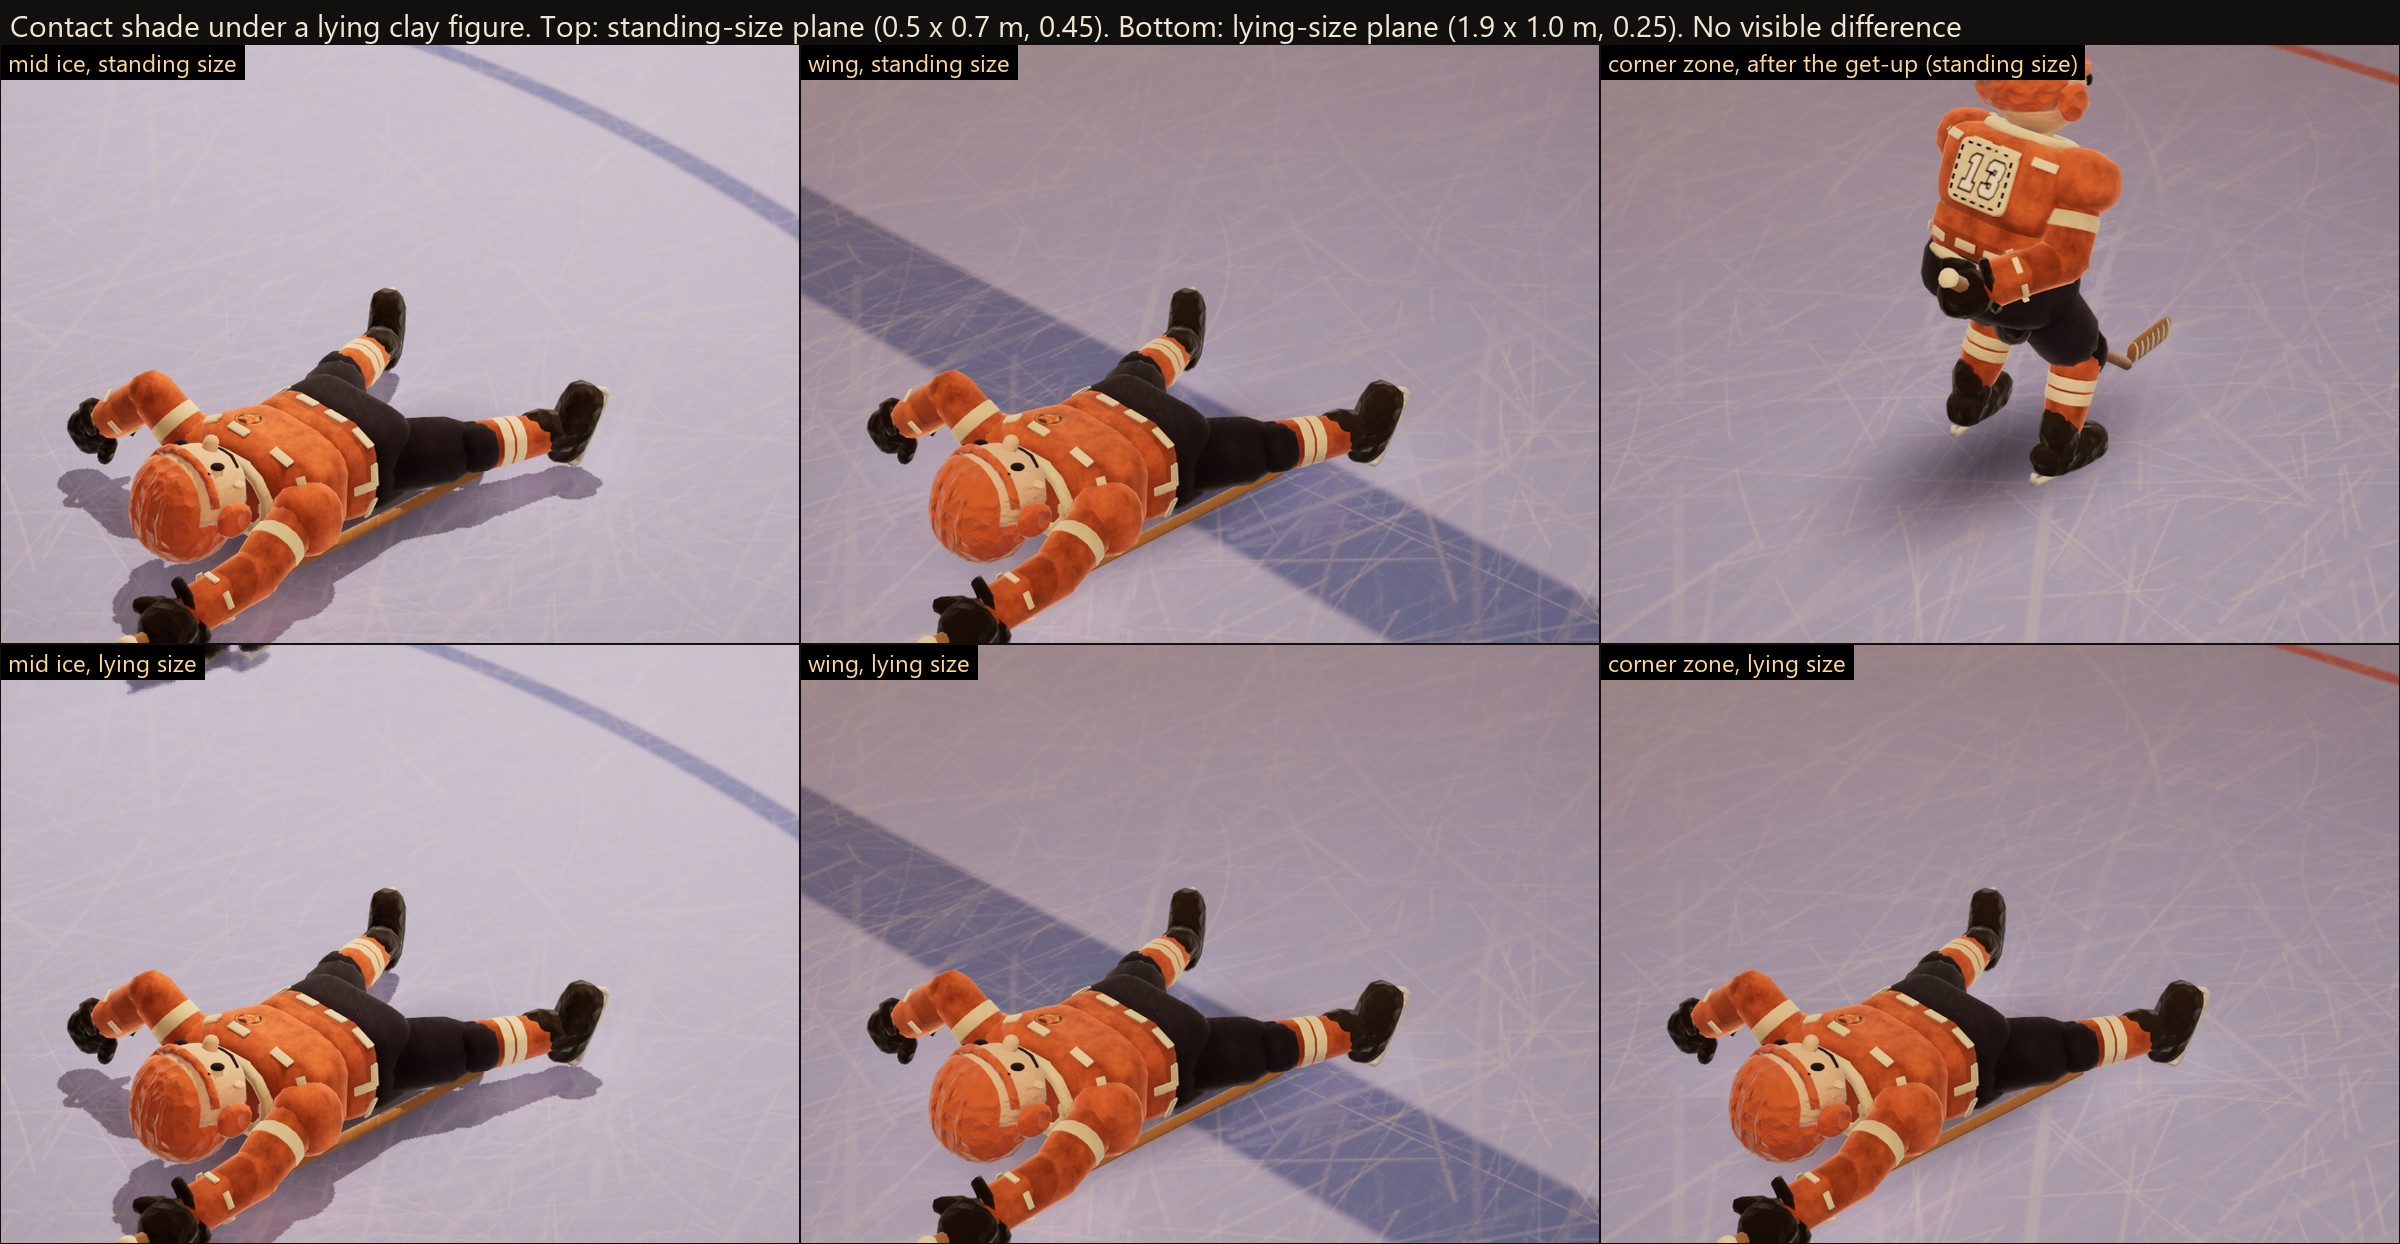 Contact shade under a lying clay figure. Top: standing-size plane (0.5 x 0.7 m, 0.45). Bottom: lying-size plane (1.9 x 1.0 m, 0.25). No visible difference
mid ice, standing size
wing, standing size
corner zone, after the get-up (standing size)
13
mid ice, lying size
wing, lying size
corner zone, lying size